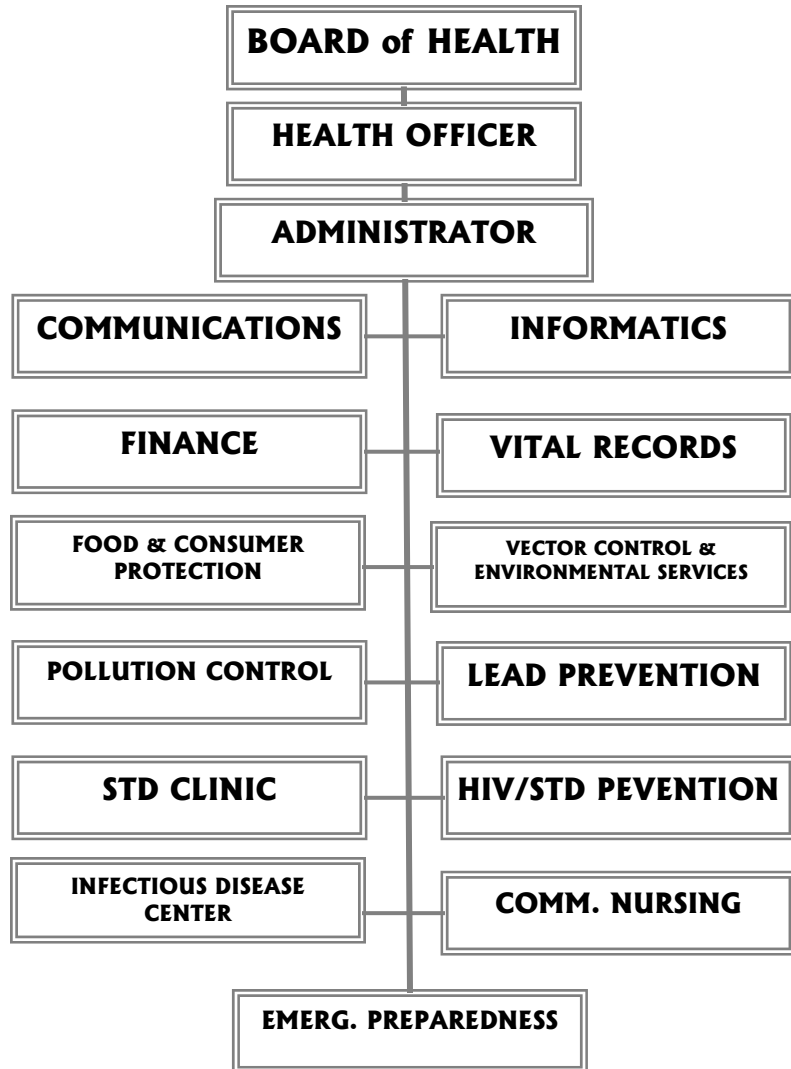 BOARD of HEALTH
HEALTH OFFICER
ADMINISTRATOR
COMMUNICATIONS
INFORMATICS
FINANCE
VITAL RECORDS
FOOD & CONSUMER
PROTECTION
VECTOR CONTROL &
ENVIRONMENTAL SERVICES
POLLUTION CONTROL
LEAD PREVENTION
STD CLINIC
HIV/STD PEVENTION
INFECTIOUS DISEASE
CENTER
COMM. NURSING
EMERG. PREPAREDNESS